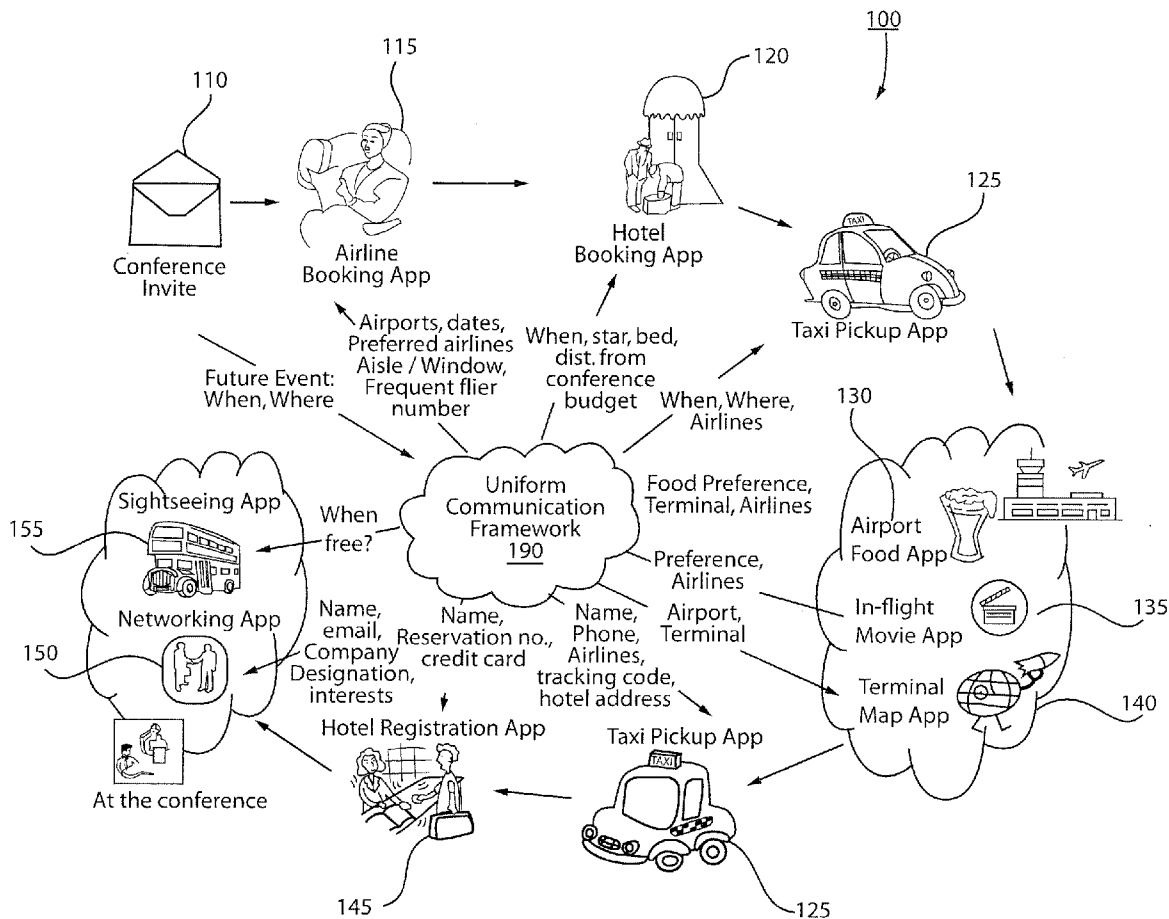 100
110
115
120
125
Conference
Invite
Airline
Booking App
Hotel
Booking App
TAXI
Taxi Pickup App
Future Event:
When, Where
Airports, dates,
Preferred airlines
Aisle / Window,
Frequent flier
number
When, star, bed,
dist. from
conference
budget
When, Where,
Airlines
130
Uniform
Communication
Framework
190
Food Preference,
Terminal, Airlines
Airport
Food App
Preference,
Airlines
In-flight
Movie App
135
Airport,
Terminal
Terminal
Map App
140
Sightseeing App
155
When
free?
Networking App
150
Name,
email,
Company
Designation,
interests
Name,
Reservation no.,
credit card
Name,
Phone,
Airlines,
tracking code,
hotel address
At the conference
Hotel Registration App
145
Taxi Pickup App
TAXI
125